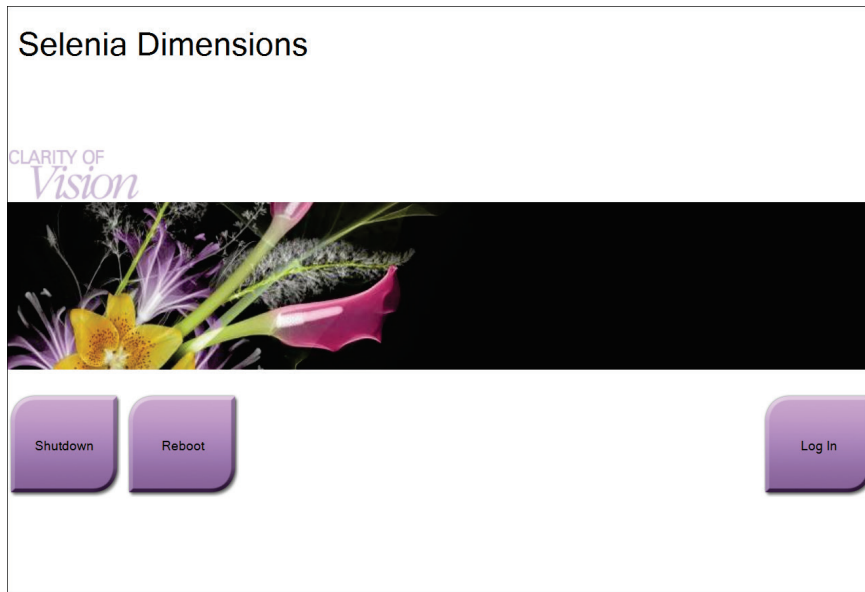 Selenia Dimensions
CLARITY OF
Vision
Shutdown
Reboot
Log In